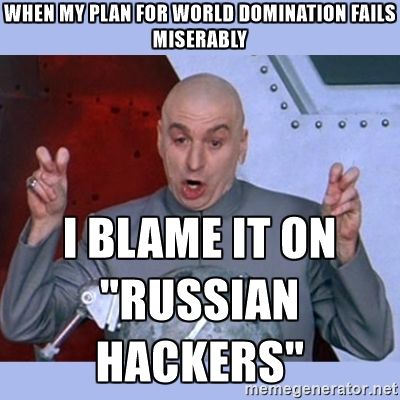 WHEN MY PLAN FOR WORLD DOMINATION FAILS
MISERABLY
I BLAME IT ON
"RUSSIAN
HACKERS"
memegenerator.net